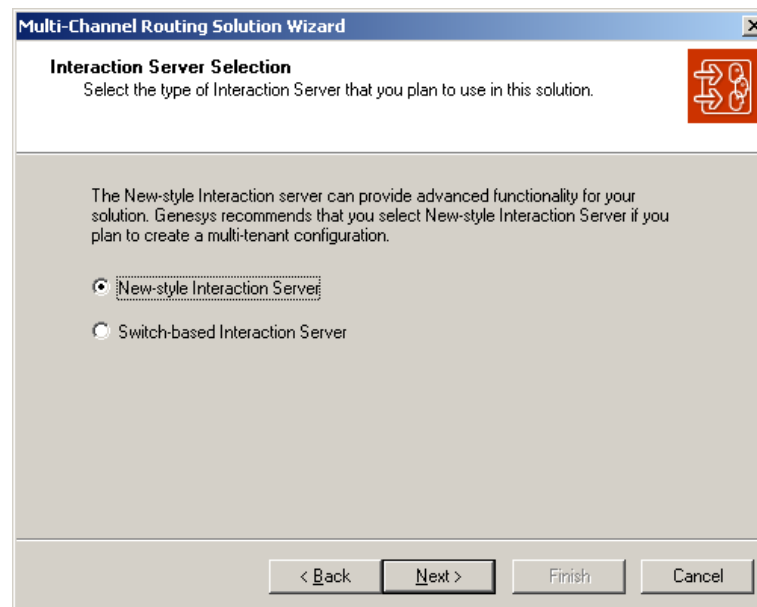 Multi-Channel Routing Solution Wizard
Interaction Server Selection
Select the type of Interaction Server that you plan to use in this solution.
The New-style Interaction server can provide advanced functionality for your
solution. Genesys recommends that you select New-style Interaction Server if you
plan to create a multi-tenant configuration.
New-style Interaction Server
Switch-based Interaction Server
< Back Next > Finish Cancel